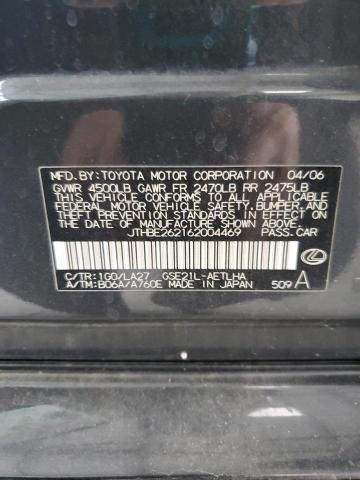 MFD.BY:TOYOTA MOTOR CORPORATION 04/06
GVWR 4500LB GAWR FR 2470LB RR 2475LB
THIS VEHICLE CONFORMS TO ALL APPLICABLE
FEDERAL MOTOR VEHICLE SAFETY,BUMPER,AND
THEFT PREVENTION STANDARDS IN EFFECT ON
THE DATE OF MANUFACTURE SHOWN ABOVE.
JTHBE262162004469 PASS.CAR
C/TR:1G0/LA27 GSE21L-AETLHA
A/TM:B06A/A760E MADE IN JAPAN 509 A